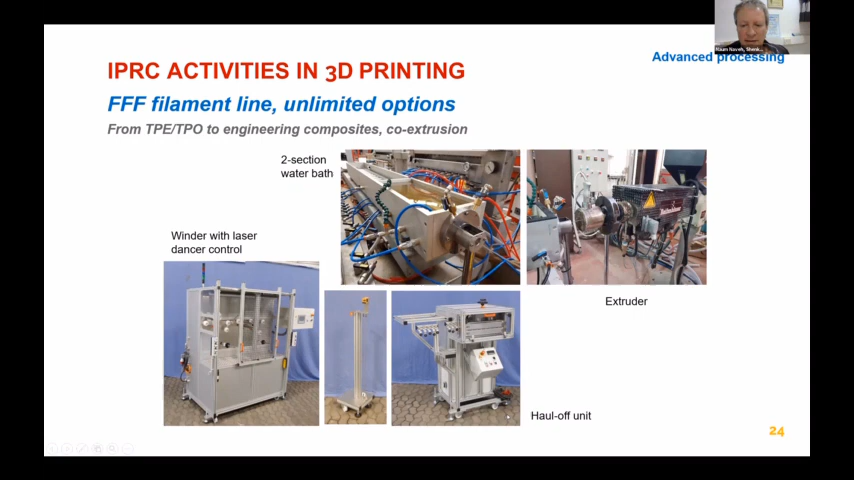 Advanced processing
IPRC ACTIVITIES IN 3D PRINTING
FFF filament line, unlimited options
From TPE/TPO to engineering composites, co-extrusion
2-section
water bath
Winder with laser
dancer control
Extruder
Haul-off unit
24